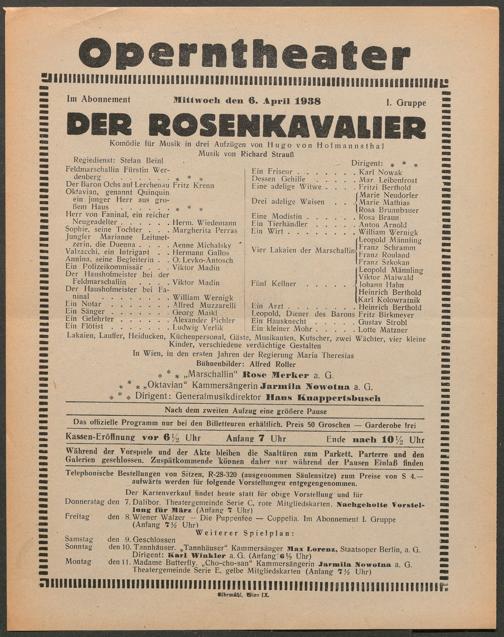 Operntheater
Im Abonnement Mittwoch den 6. April 1938 I. Gruppe
DER ROSENKAVALIER
Komödie für Musik in drei Aufzügen von Hugo von Hofmannsthal
Musik von Richard Strauß
Regiedienst: Stefan Beinl Dirigent: * * *
Feldmarschallin Fürstin Wer-
denberg . . . . . . . . * * *
Der Baron Ochs auf Lerchenau Fritz Krenn
Oktavian, genannt Quinquin
ein junger Herr aus gro-
ßem Haus . . . . . . * * *
Herr von Faninal, ein reicher
Neugeadelter . . . . . . Herm. Wiedemann
Sophie, seine Tochter . . . . Margherita Perras
Jungfer Marianne Leitmet-
zerin, die Duenna . . . . Aenne Michalsky
Valzacchi, ein Intrigant . . . Hermann Gallos
Annina, seine Begleiterin . . O. Levko-Antosch
Ein Polizeikommissär . . . . Viktor Madin
Der Haushofmeister bei der
Feldmarschallin . . . . . Viktor Madin
Der Haushofmeister bei Fa-
ninal . . . . . . . . . William Wernigk
Ein Notar . . . . . . . . Alfred Muzzarelli
Ein Sänger . . . . . . . . Georg Maikl
Ein Gelehrter . . . . . . . Alexander Pichler
Ein Flötist . . . . . . . . Ludwig Verlik
Ein Friseur . . . . . . . Karl Nowak
Dessen Gehilfe . . . . . . Mar. Leibenfrost
Eine adelige Witwe . . . . Fritzi Berthold
Drei adelige Waisen . . . . Marie Neudorfer
Marie Mathias
Rosa Brunnbauer
Eine Modistin . . . . . . Rosa Braun
Ein Tierhändler . . . . . . Anton Arnold
Ein Wirt . . . . . . . . William Wernigk
Vier Lakaien der Marschallin Leopold Männling
Franz Schramm
Franz Rouland
Franz Szkokan
Fünf Kellner . . . . . . Leopold Männling
Viktor Maiwald
Johann Hahn
Heinrich Berthold
Karl Kolowratnik
Ein Arzt . . . . . . . . Heinrich Berthold
Leopold, Diener des Barons Fritz Birkmeyer
Ein Hausknecht . . . . . . Gustav Strobl
Ein kleiner Mohr . . . . . Lotte Matzner
Lakaien, Lauffer, Heiducken, Küchenpersonal, Gäste, Musikanten, Kutscher, zwei Wächter, vier kleine
Kinder, verschiedene verdächtige Gestalten
In Wien, in den ersten Jahren der Regierung Maria Theresias
Bühnenbilder: Alfred Roller
* * * „Marschallin" Rose Merker a. G.
* * * „Oktavian" Kammersängerin Jarmila Nowotna a. G.
* * * Dirigent: Generalmusikdirektor Hans Knappertsbusch
Nach dem zweiten Aufzug eine größere Pause
Das offizielle Programm nur bei den Billetteuren erhältlich. Preis 50 Groschen — Garderobe frei
Kassen-Eröffnung vor 6½ Uhr Anfang 7 Uhr Ende nach 10½ Uhr
Während der Vorspiele und der Akte bleiben die Saaltüren zum Parkett, Parterre und den
Galerien geschlossen. Zuspätkommende können daher nur während der Pausen Einlaß finden
Telephonische Bestellungen von Sitzen, R-28-320 (ausgenommen Säulensitze) zum Preise von S 4.—
aufwärts werden für folgende Vorstellungen entgegengenommen.
Der Kartenverkauf findet heute statt für obige Vorstellung und für
Donnerstag den 7. Dalibor. Theatergemeinde Serie C, rote Mitgliedskarten. Nachgeholte Vorstel-
lung für März (Anfang 7 Uhr)
Freitag den 8. Wiener Walzer — Die Puppenfee — Coppelia. Im Abonnement I. Gruppe
(Anfang 7½ Uhr)
Weiterer Spielplan:
Samstag den 9. Geschlossen
Sonntag den 10. Tannhäuser. „Tannhäuser" Kammersänger Max Lorenz, Staatsoper Berlin, a. G.
Dirigent: Karl Winkler a. G. (Anfang 6½ Uhr)
Montag den 11. Madame Butterfly. „Cho-cho-san" Kammersängerin Jarmila Nowotna a. G.
Theatergemeinde Serie E, gelbe Mitgliedskarten (Anfang 7½ Uhr)